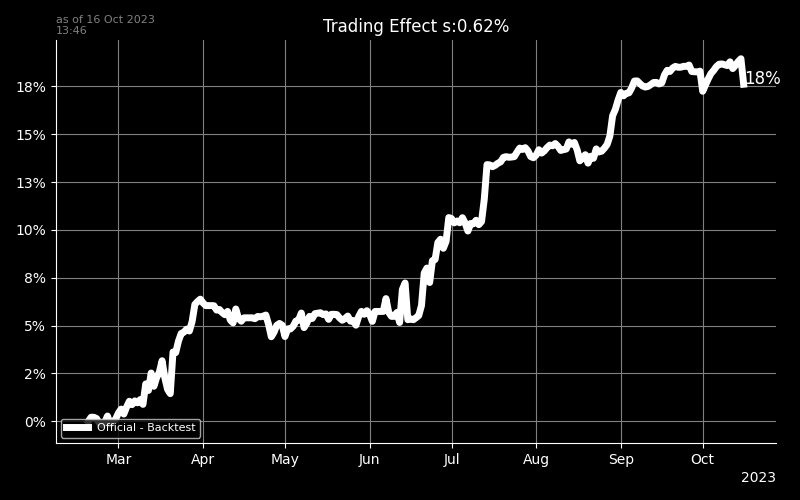 as of 16 Oct 2023
13:46
Trading Effect s:0.62%
18%
18%
15%
13%
10%
8%
5%
2%
0%
Official - Backtest
Mar Apr May Jun Jul Aug Sep Oct
2023